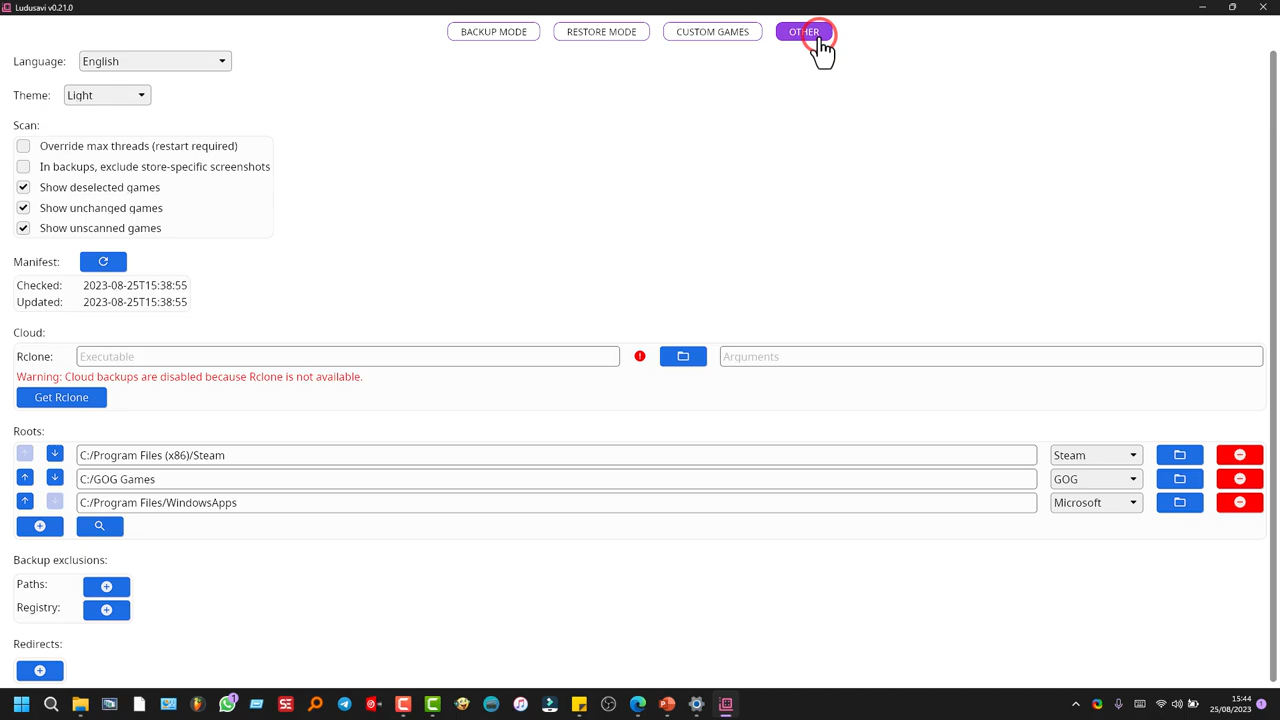 Ludusavi v0.21.0
BACKUP MODE
RESTORE MODE
CUSTOM GAMES
OTHER
Language: English
Theme: Light
Scan:
Override max threads (restart required)
In backups, exclude store-specific screenshots
Show deselected games
Show unchanged games
Show unscanned games
Manifest:
Checked: 2023-08-25T15:38:55
Updated: 2023-08-25T15:38:55
Cloud:
Rclone: Executable Arguments
Warning: Cloud backups are disabled because Rclone is not available.
Get Rclone
Roots:
C:/Program Files (x86)/Steam Steam
C:/GOG Games GOG
C:/Program Files/WindowsApps Microsoft
Backup exclusions:
Paths:
Registry:
Redirects:
15:44
25/08/2023